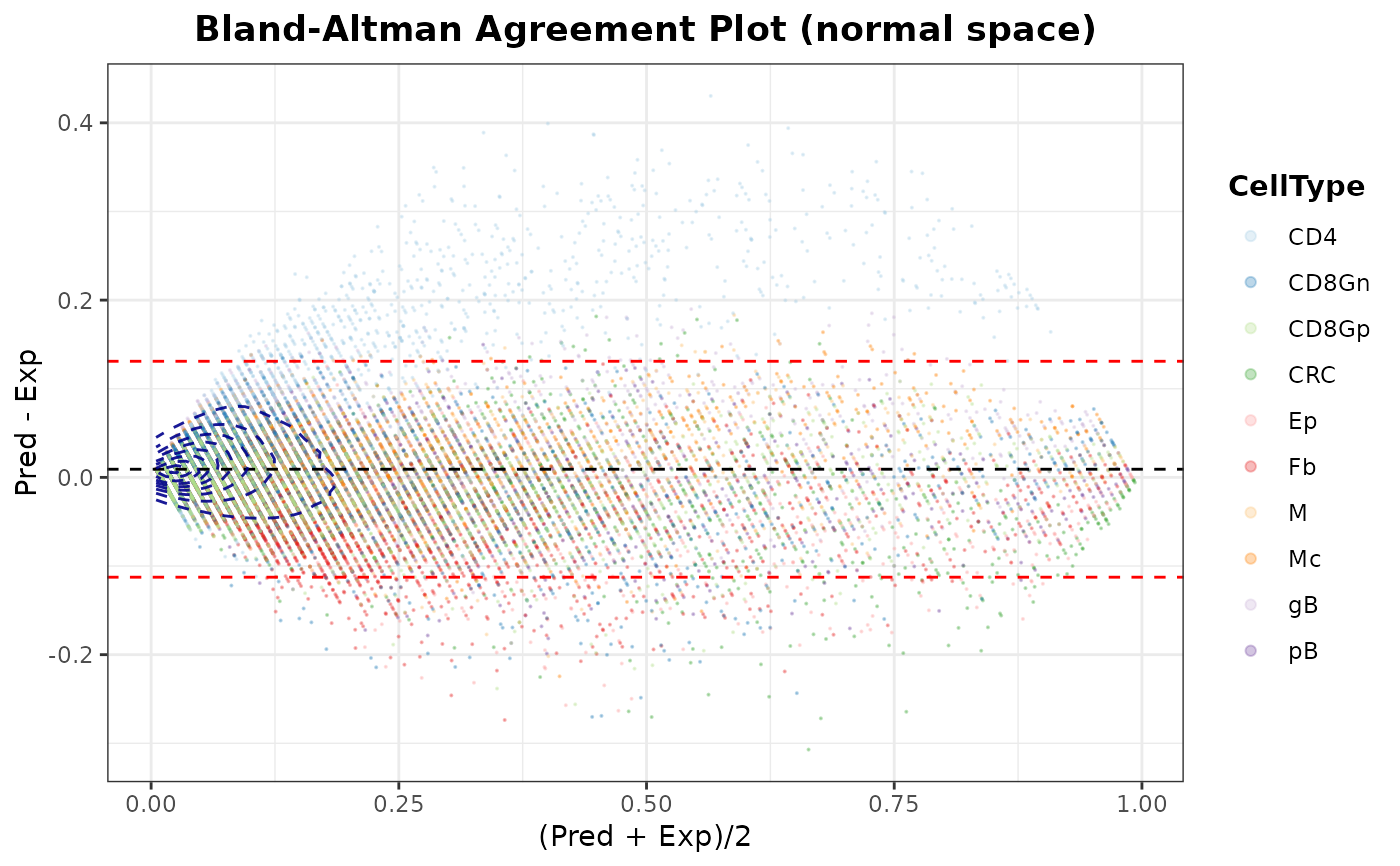 Bland-Altman Agreement Plot (normal space)
Pred - Exp
0.4
0.2
0.0
-0.2
0.00
0.25
0.50
0.75
1.00
(Pred + Exp)/2
CellType
CD4
CD8Gn
CD8Gp
CRC
Ep
Fb
M
Mc
gB
pB